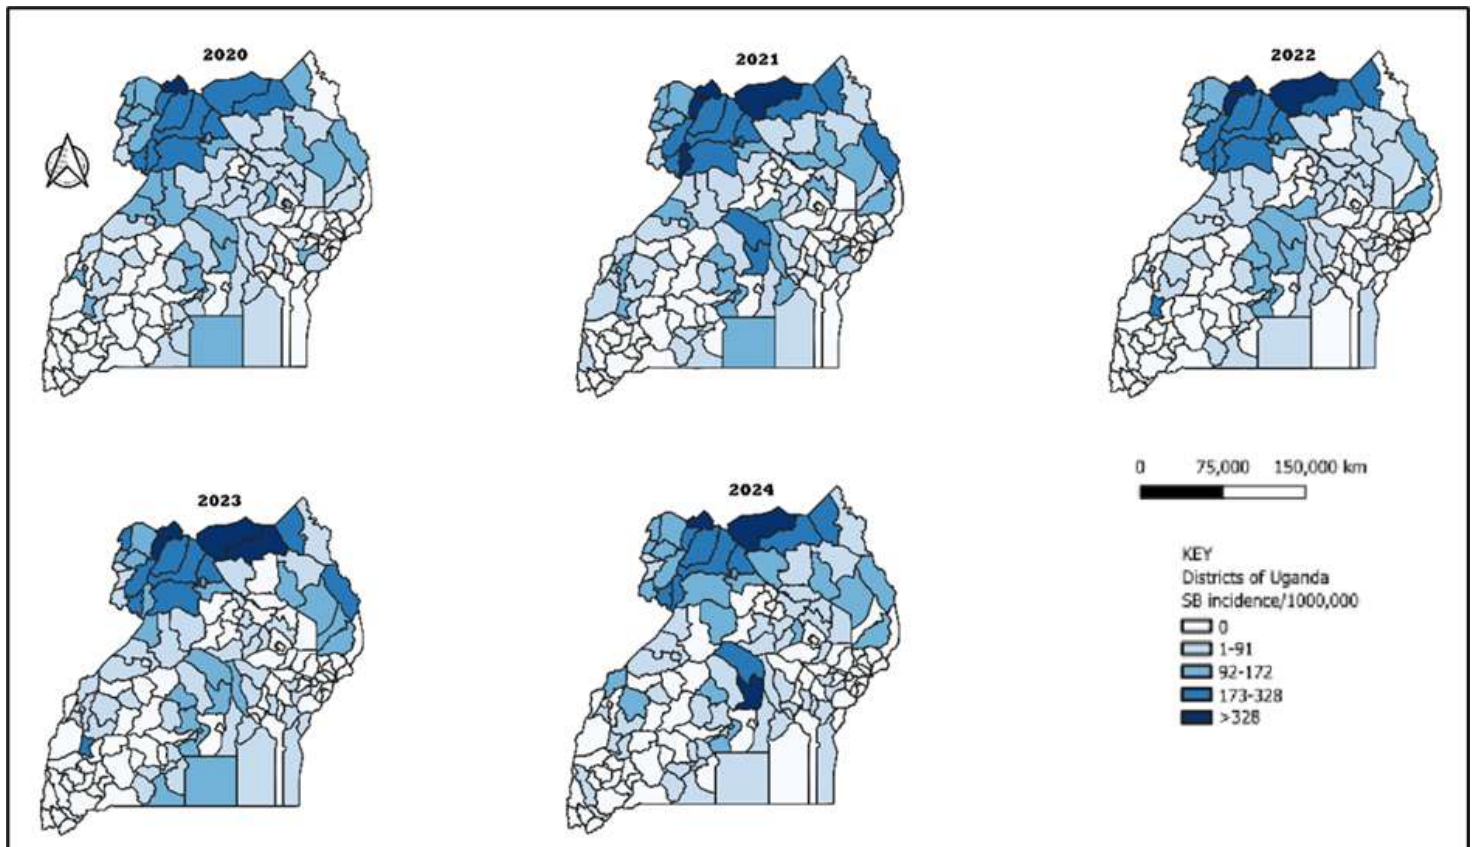 2020
2021
2022
2023
2024
0 75,000 150,000 km
KEY
Districts of Uganda
SB incidence/1000,000
0
1-91
92-172
173-328
>328